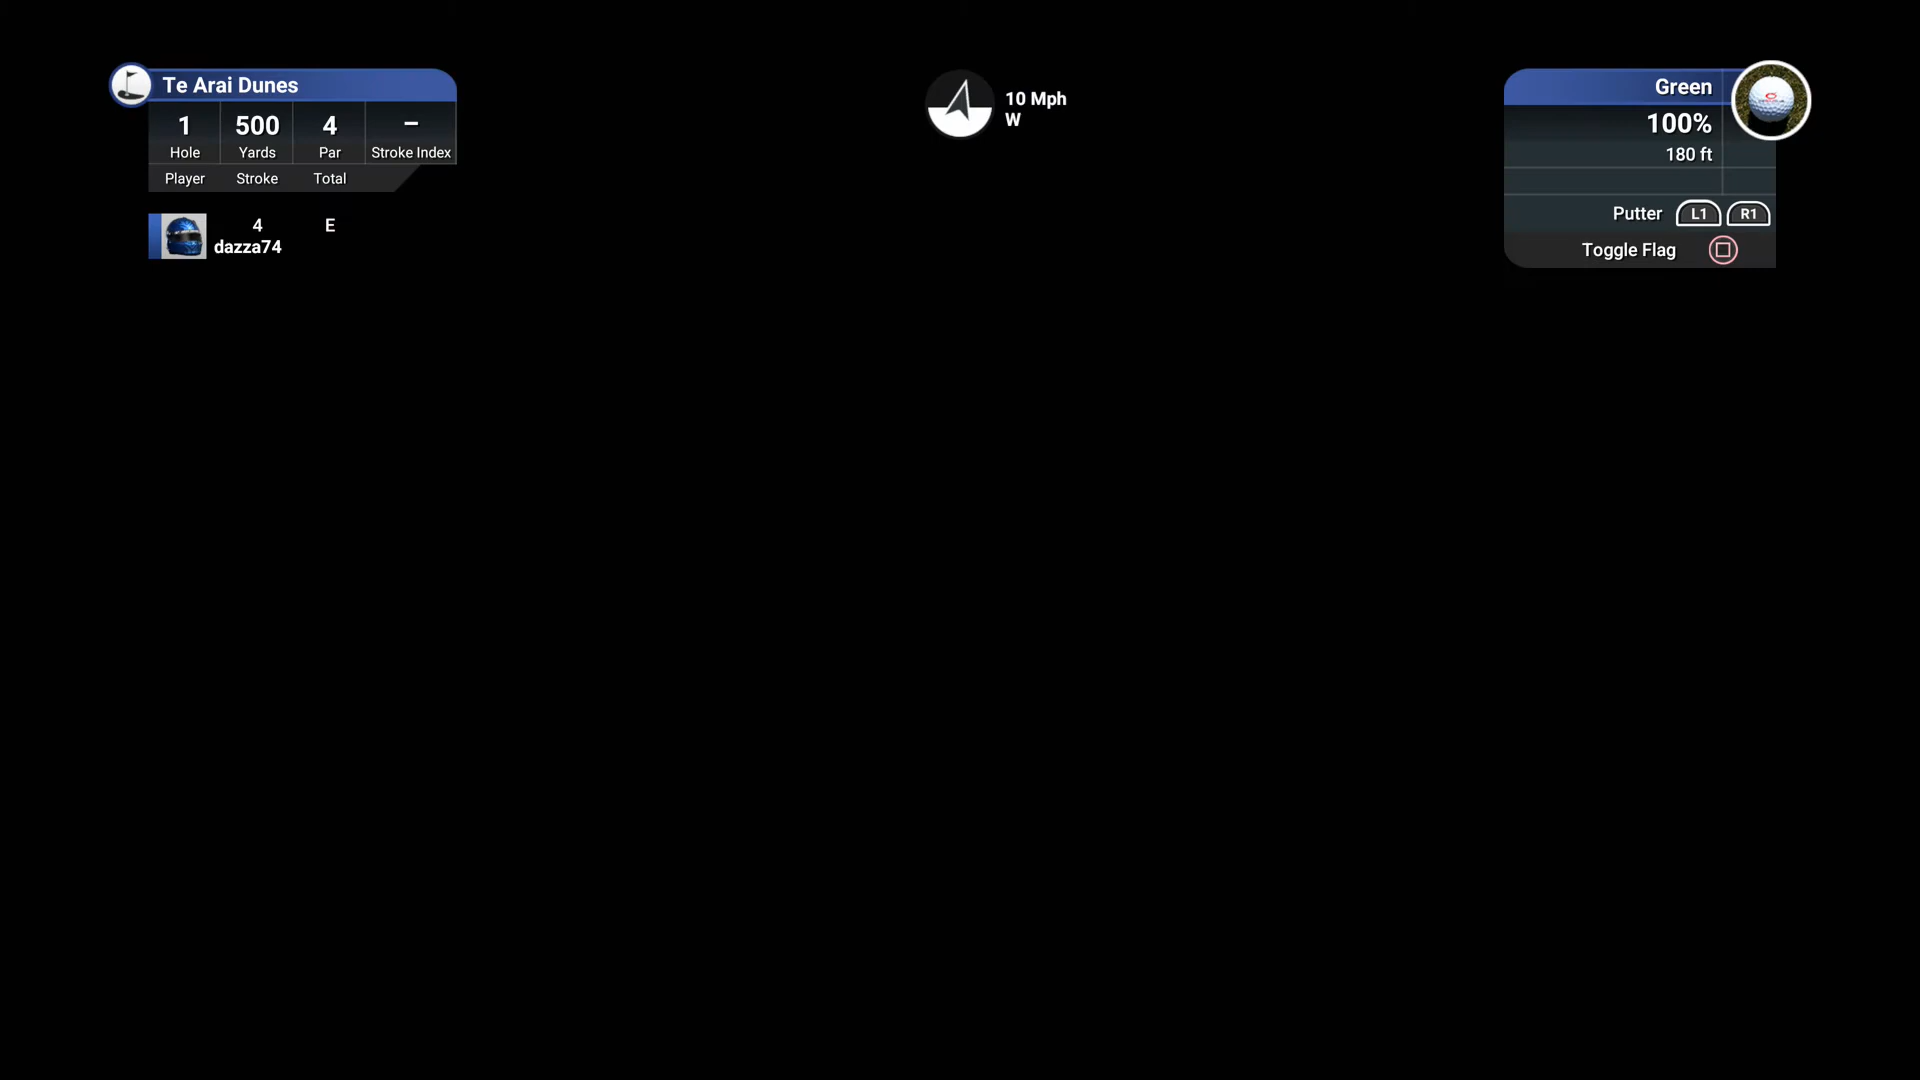 Te Arai Dunes
1 500 4 –
Hole Yards Par Stroke Index
Player Stroke Total
4 E
dazza74
10 Mph
W
Green
100%
180 ft
Putter L1 R1
Toggle Flag